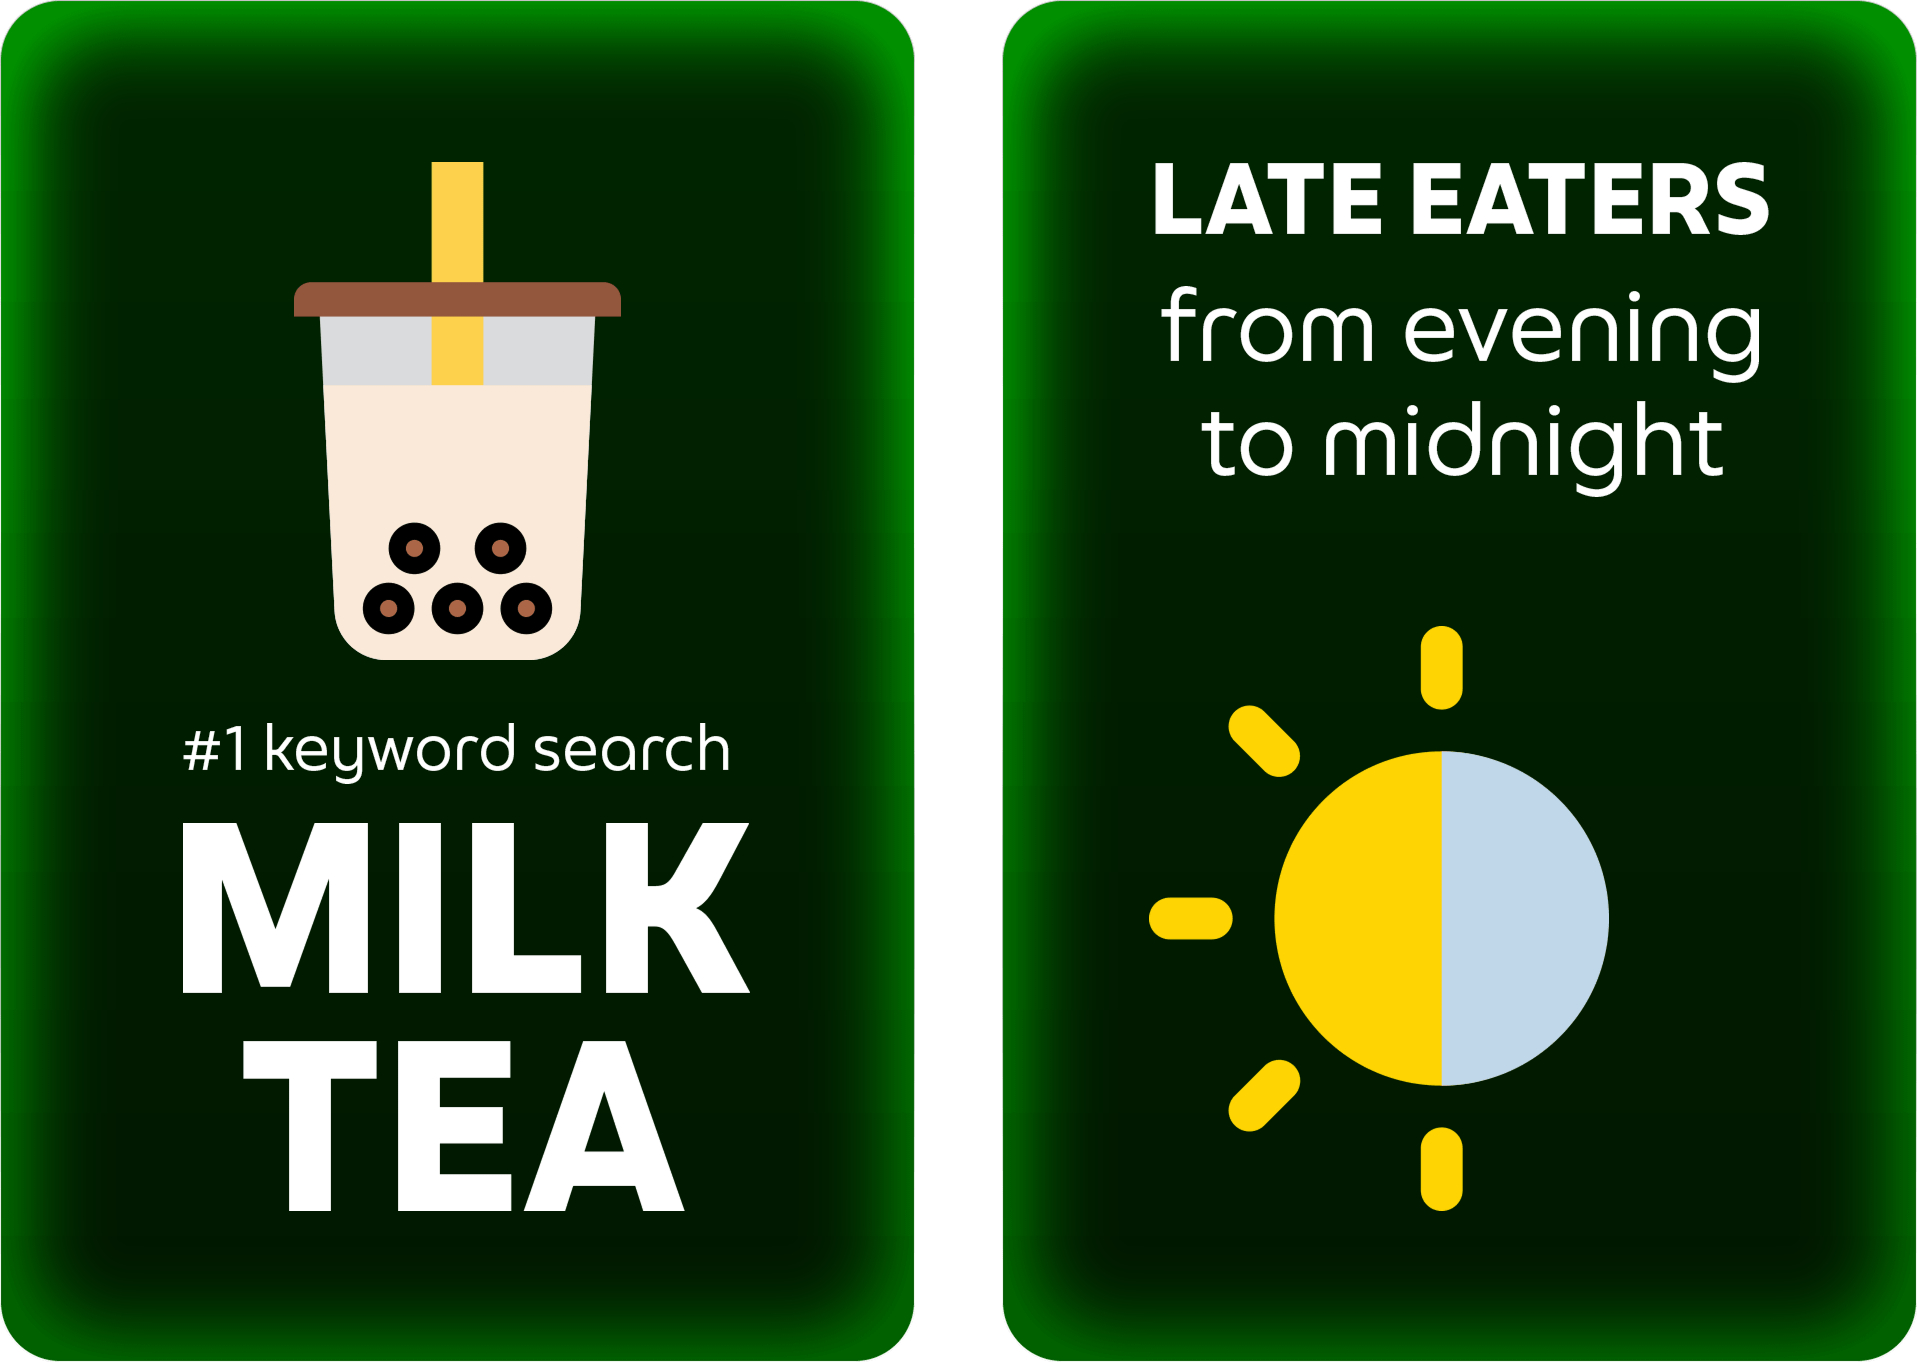 #1 keyword search
MILK
TEA
LATE EATERS
from evening
to midnight